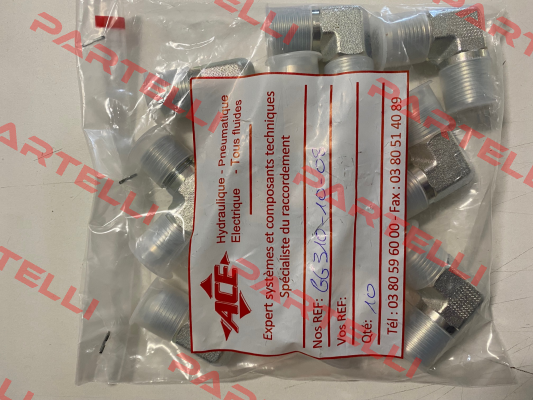 ACE
Hydraulique - Pneumatique
Electrique - Tous fluides
Expert systèmes et composants techniques
Spécialiste du raccordement
Nos REF:
Vos REF:
Qté: 10
Tél : 03 80 59 60 00 - Fax : 03 80 51 40 89
PARTELLI
PARTELLI
PARTELLI
PARTELLI
PARTELLI